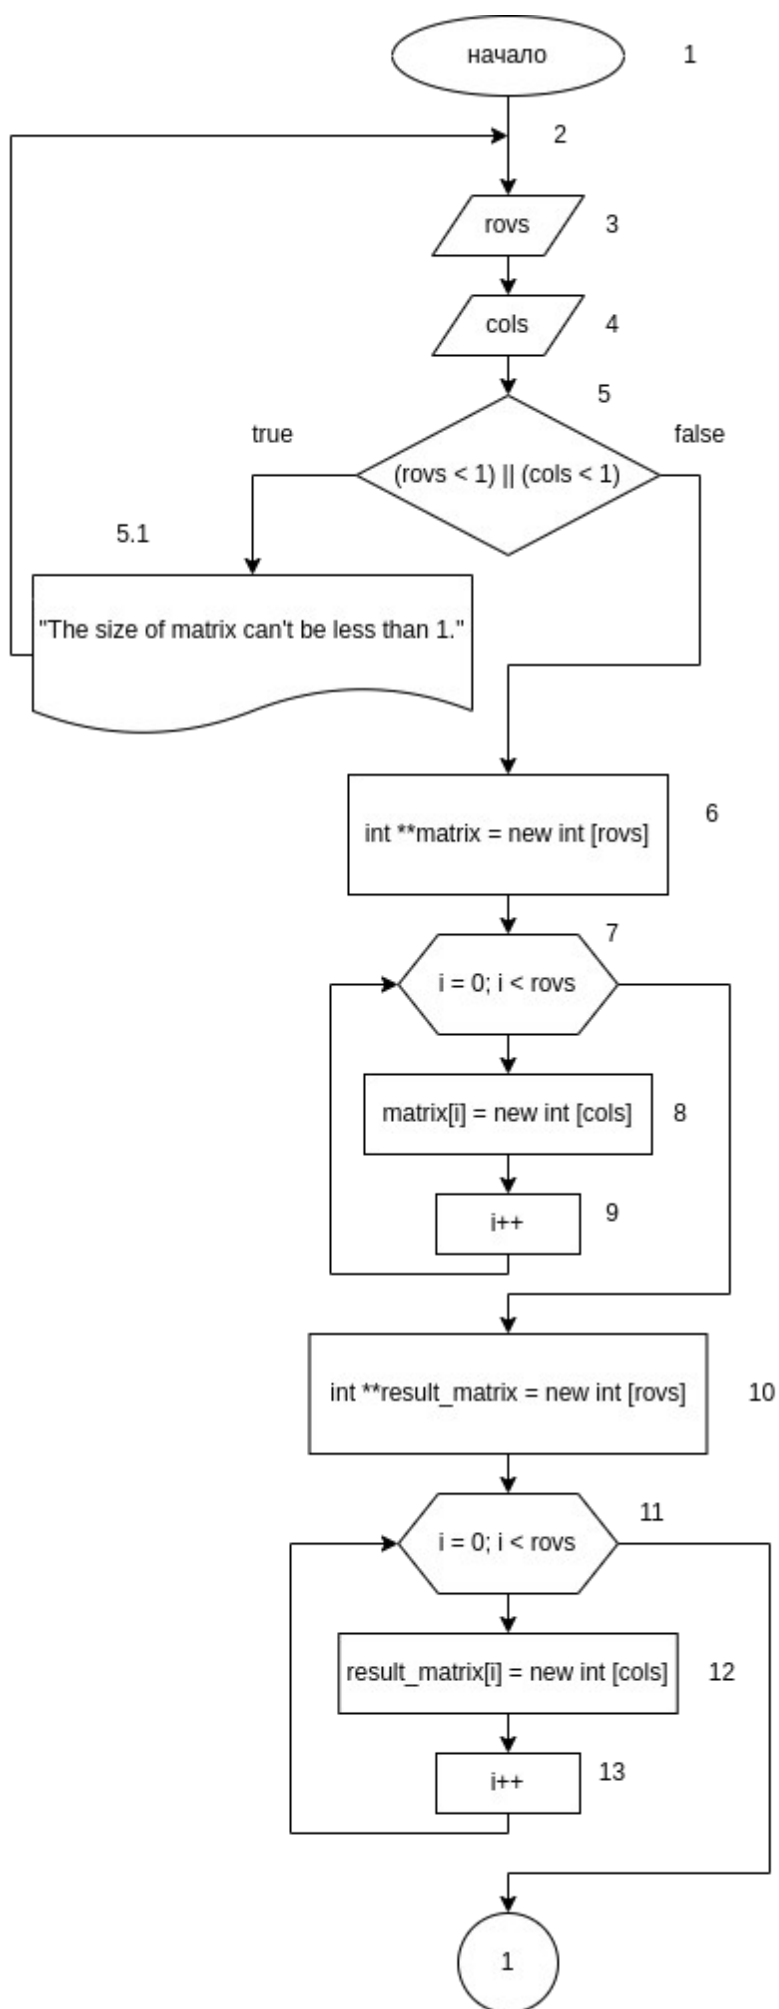 начало
1
2
rovs
3
cols
4
5
true
false
(rovs < 1) || (cols < 1)
5.1
"The size of matrix can't be less than 1."
6
int **matrix = new int [rovs]
7
i = 0; i < rovs
matrix[i] = new int [cols]
8
i++
9
int **result_matrix = new int [rovs]
10
11
i = 0; i < rovs
result_matrix[i] = new int [cols]
12
i++
13
1